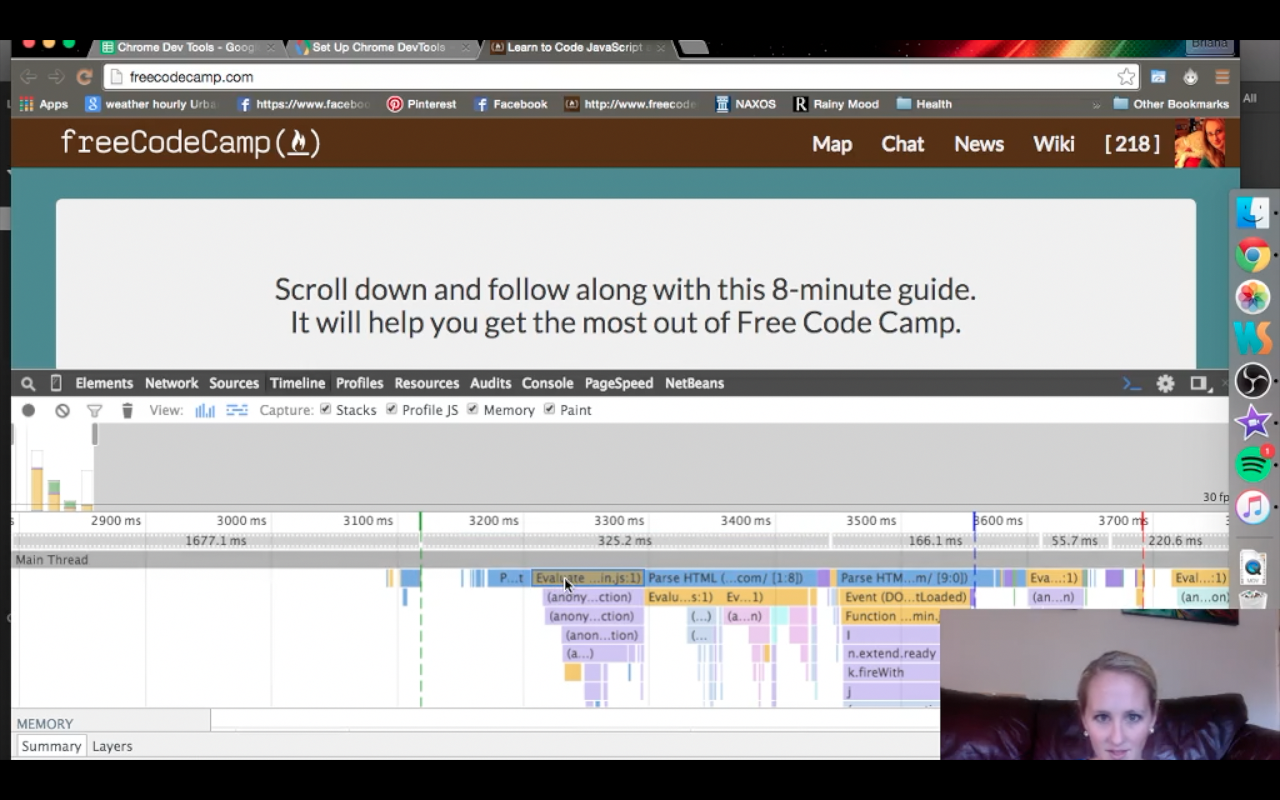 Chrome Dev Tools - Goog
Set Up Chrome DevTools
Learn to Code JavaScript
Briana
freecodecamp.com
Apps
weather hourly Urba
https://www.faceboo
Pinterest
Facebook
http://www.freecode
NAXOS
Rainy Mood
Health
»
Other Bookmarks
All
freeCodeCamp(
)
Map
Chat
News
Wiki
[ 218 ]
Scroll down and follow along with this 8-minute guide.
It will help you get the most out of Free Code Camp.
Elements Network Sources Timeline Profiles Resources Audits Console PageSpeed NetBeans
View:
Capture:
Stacks
Profile JS
Memory
Paint
1
30 fp
2900 ms
3000 ms
3100 ms
3200 ms
3300 ms
3400 ms
3500 ms
3600 ms
3700 ms
1677.1 ms
325.2 ms
166.1 ms
55.7 ms
220.6 ms
Main Thread
P...t
Evaluate ...in.js:1)
Parse HTML (...com/ [1:8])
Parse HTM...m/ [9:0])
Eva...:1)
Eval...:1)
(anony...ction)
Evalu...s:1)
Ev...1)
Event (DO...tLoaded)
(an...n)
(an...on)
(anony...ction)
(...)
(a...n)
Function ...min.
(anon...tion)
(...
l
(a...)
n.extend.ready
k.fireWith
j
MEMORY
Summary
Layers